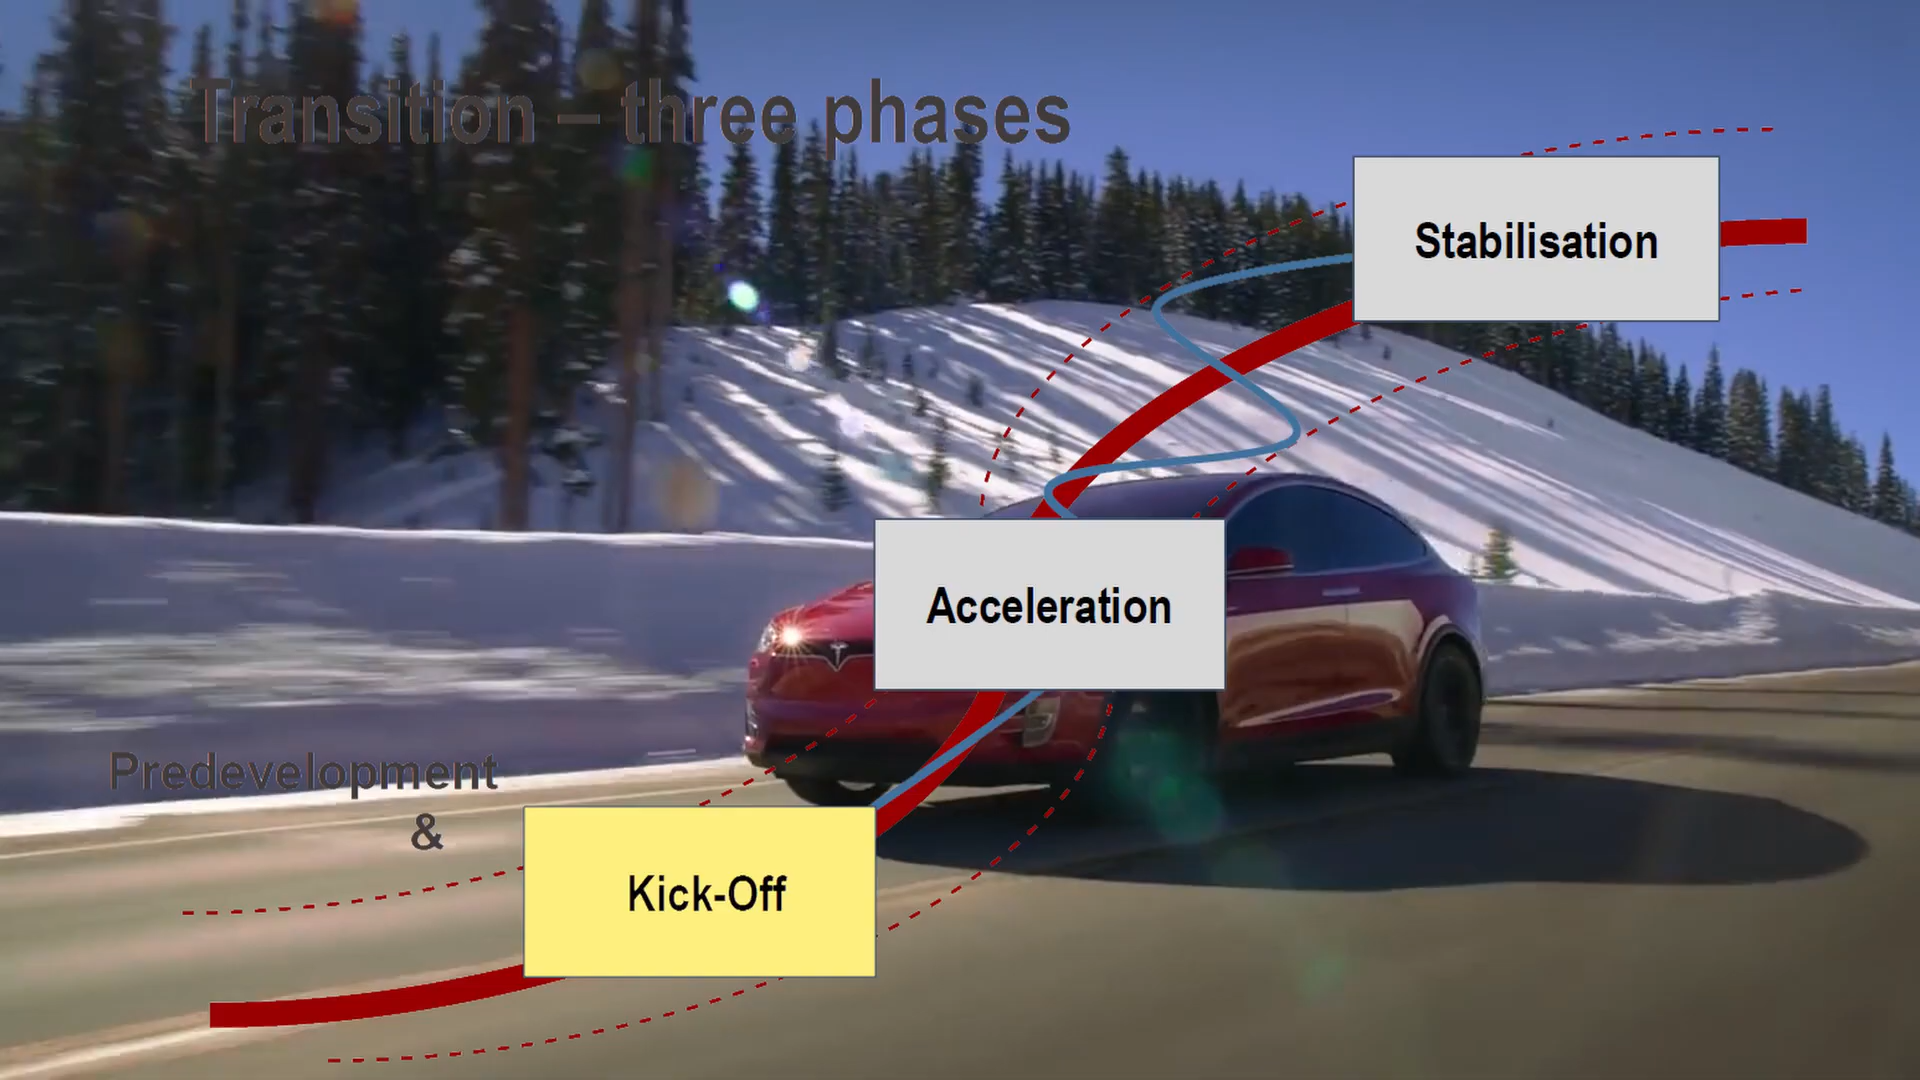 Transition – three phases
Stabilisation
Acceleration
Predevelopment
&
Kick-Off